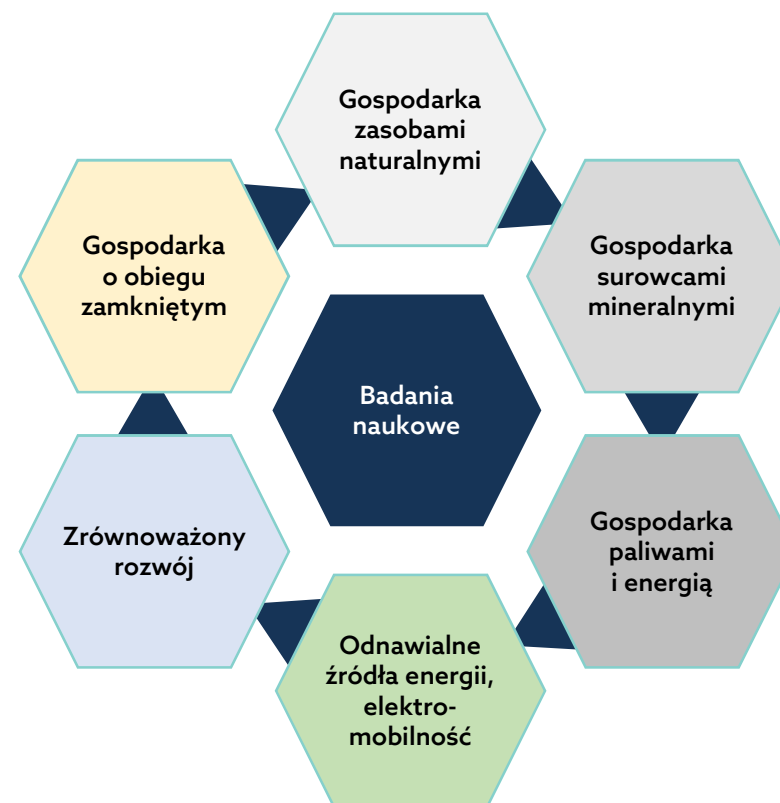 Gospodarka
zasobami
naturalnymi
Gospodarka
surowcami
mineralnymi
Gospodarka
paliwami
i energią
Odnawialne
źródła energii,
elektro-
mobilność
Zrównoważony
rozwój
Gospodarka
o obiegu
zamkniętym
Badania
naukowe